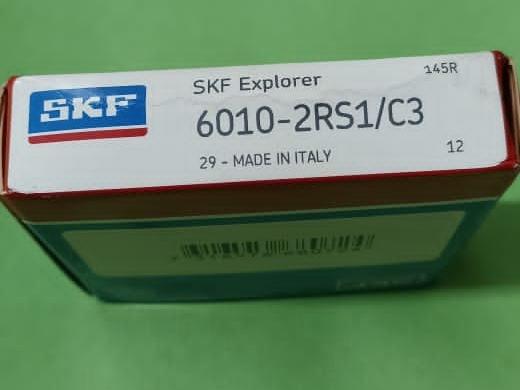 145R
SKF
SKF Explorer
6010-2RS1/C3
29 - MADE IN ITALY
12